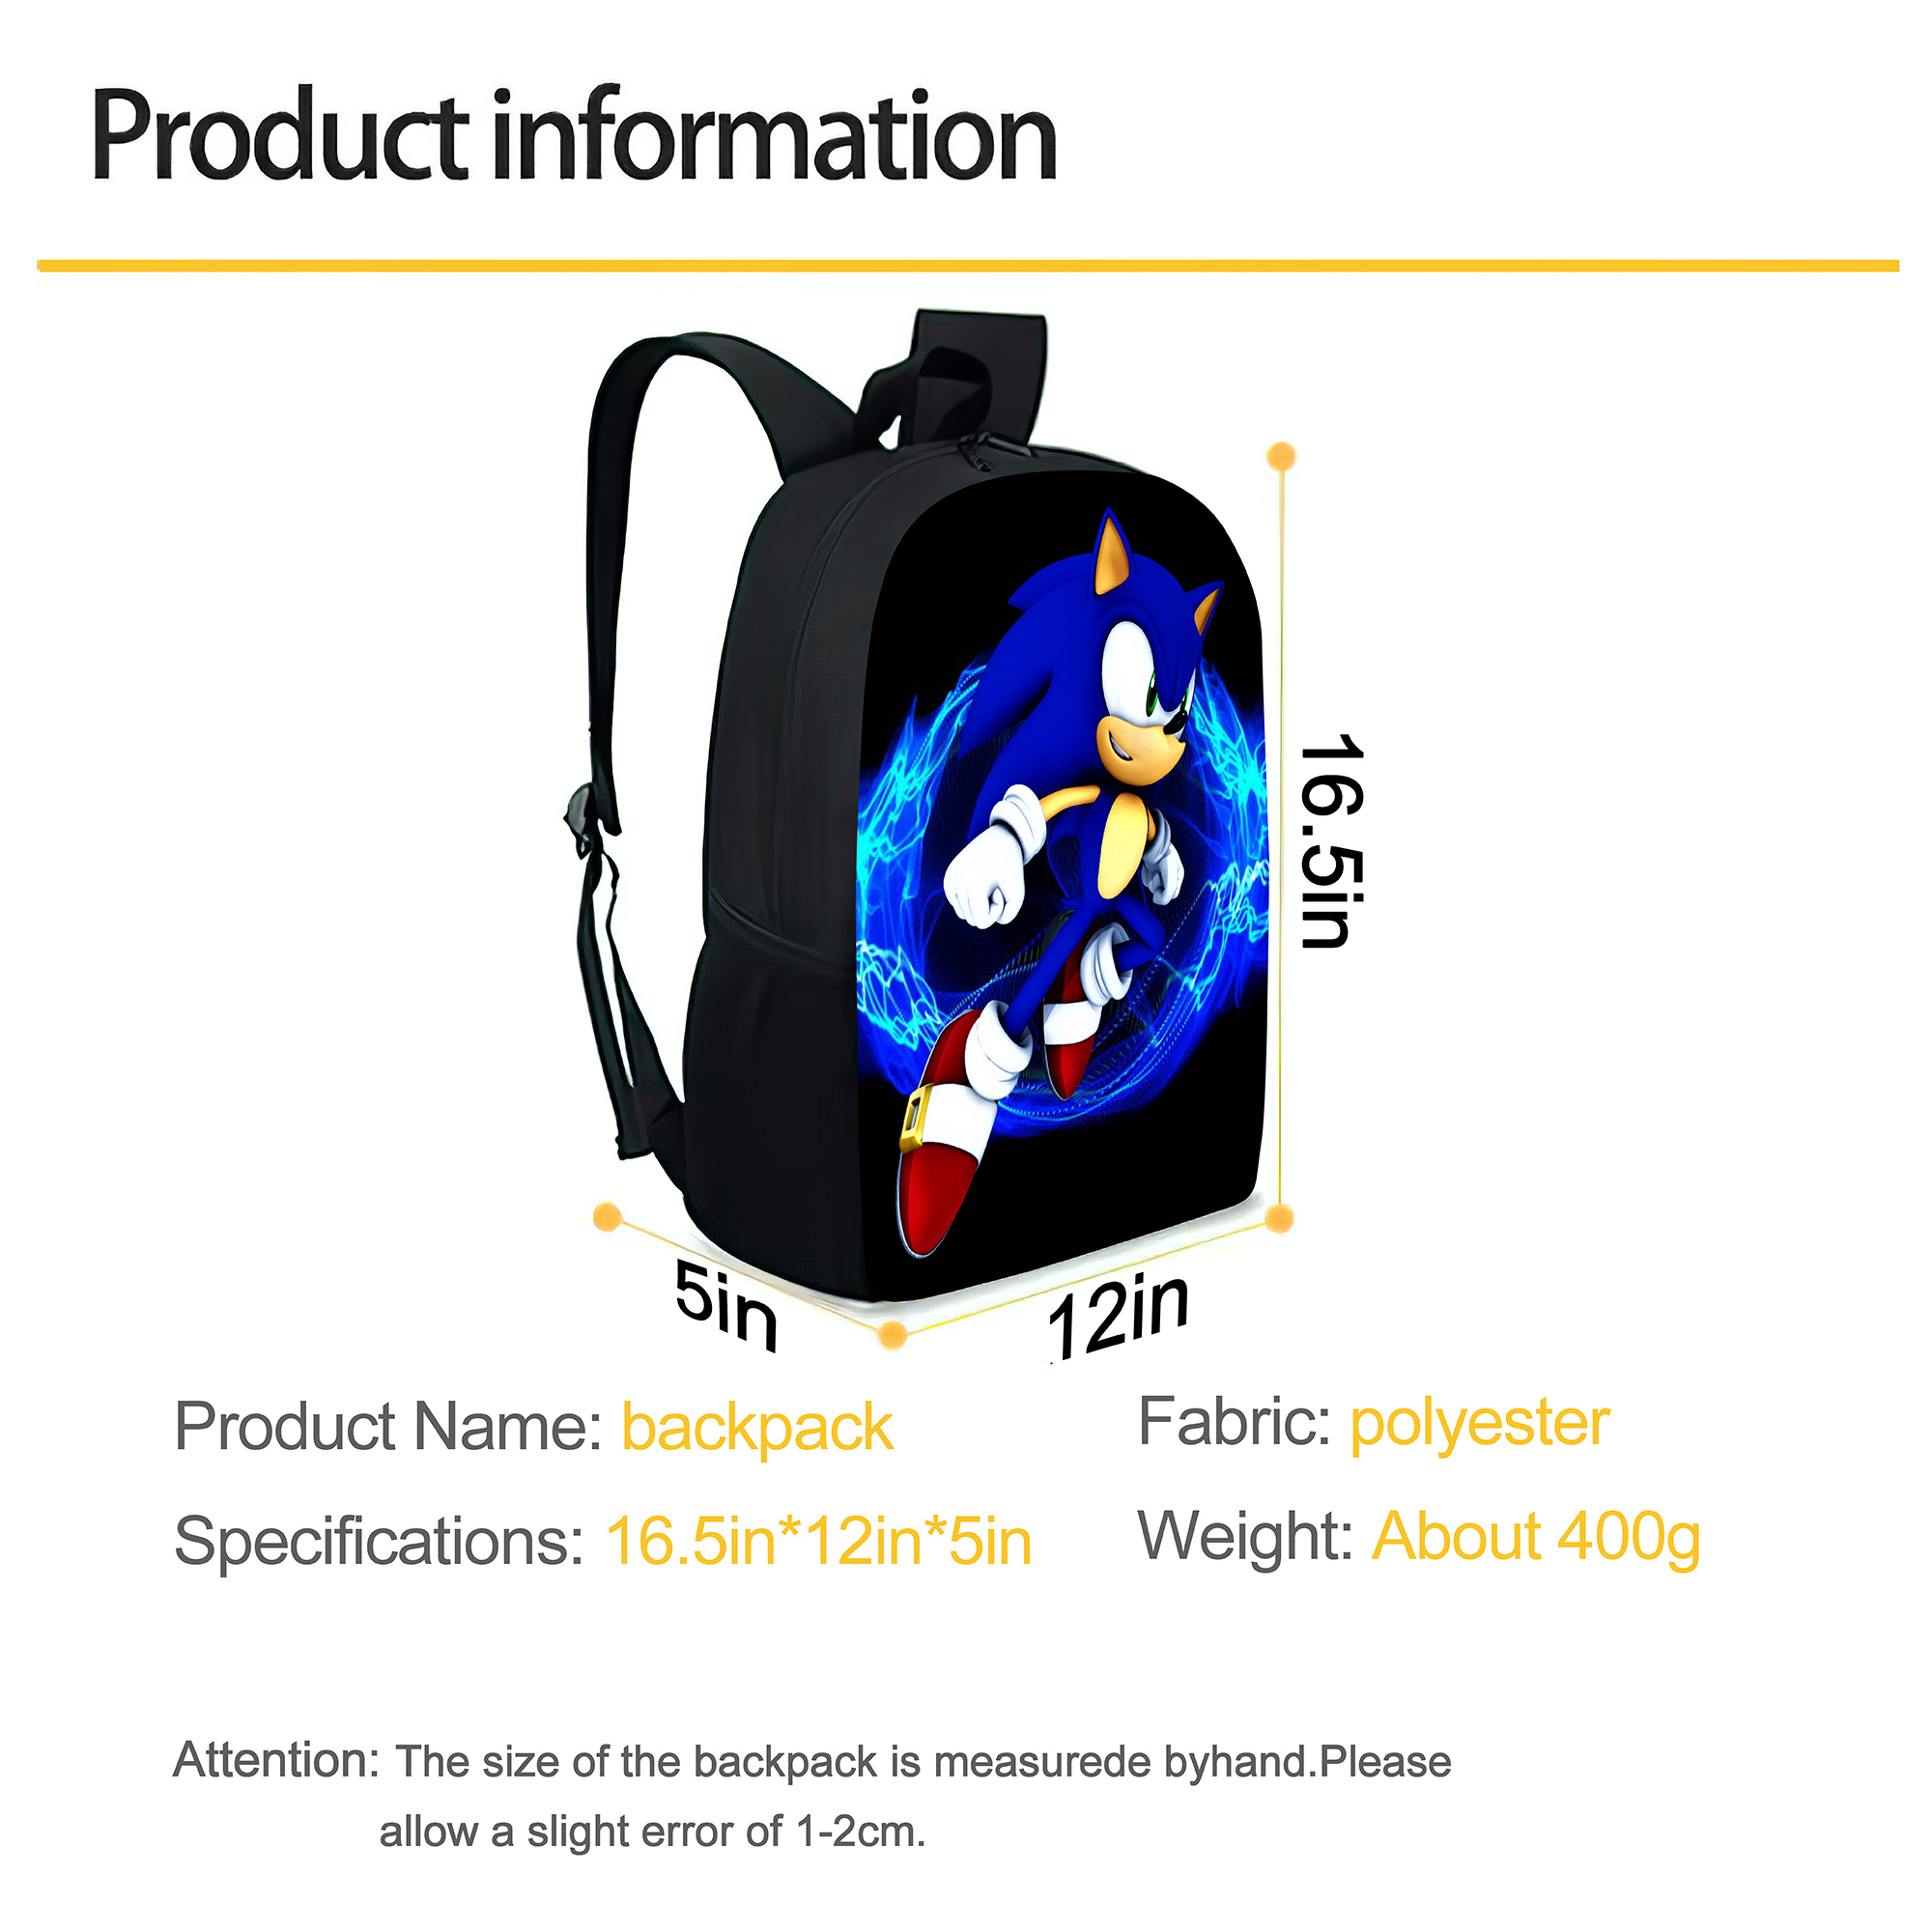 Product information
16.5in
5in
12in
Product Name: backpack
Fabric: polyester
Specifications: 16.5in*12in*5in
Weight: About 400g
Attention: The size of the backpack is measurede byhand.Please
allow a slight error of 1-2cm.